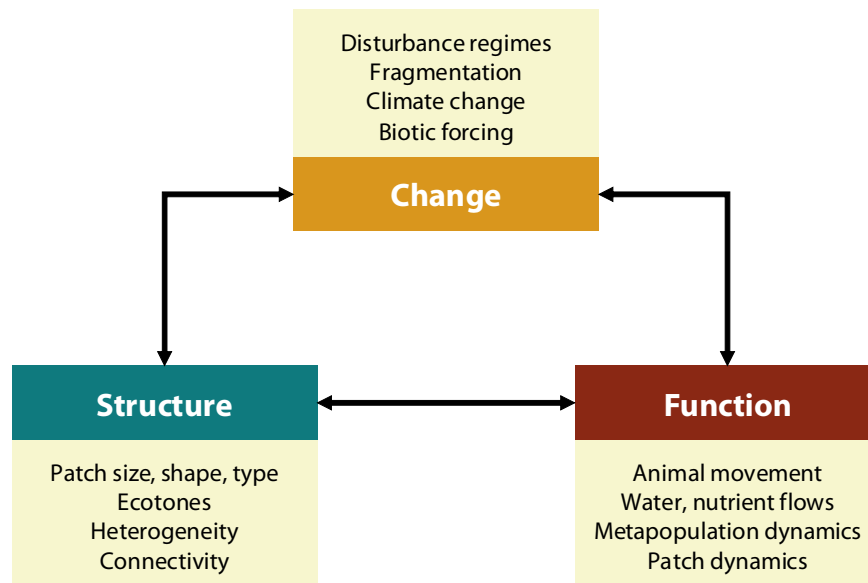 Disturbance regimes
Fragmentation
Climate change
Biotic forcing
Change
Structure
Patch size, shape, type
Ecotones
Heterogeneity
Connectivity
Function
Animal movement
Water, nutrient flows
Metapopulation dynamics
Patch dynamics